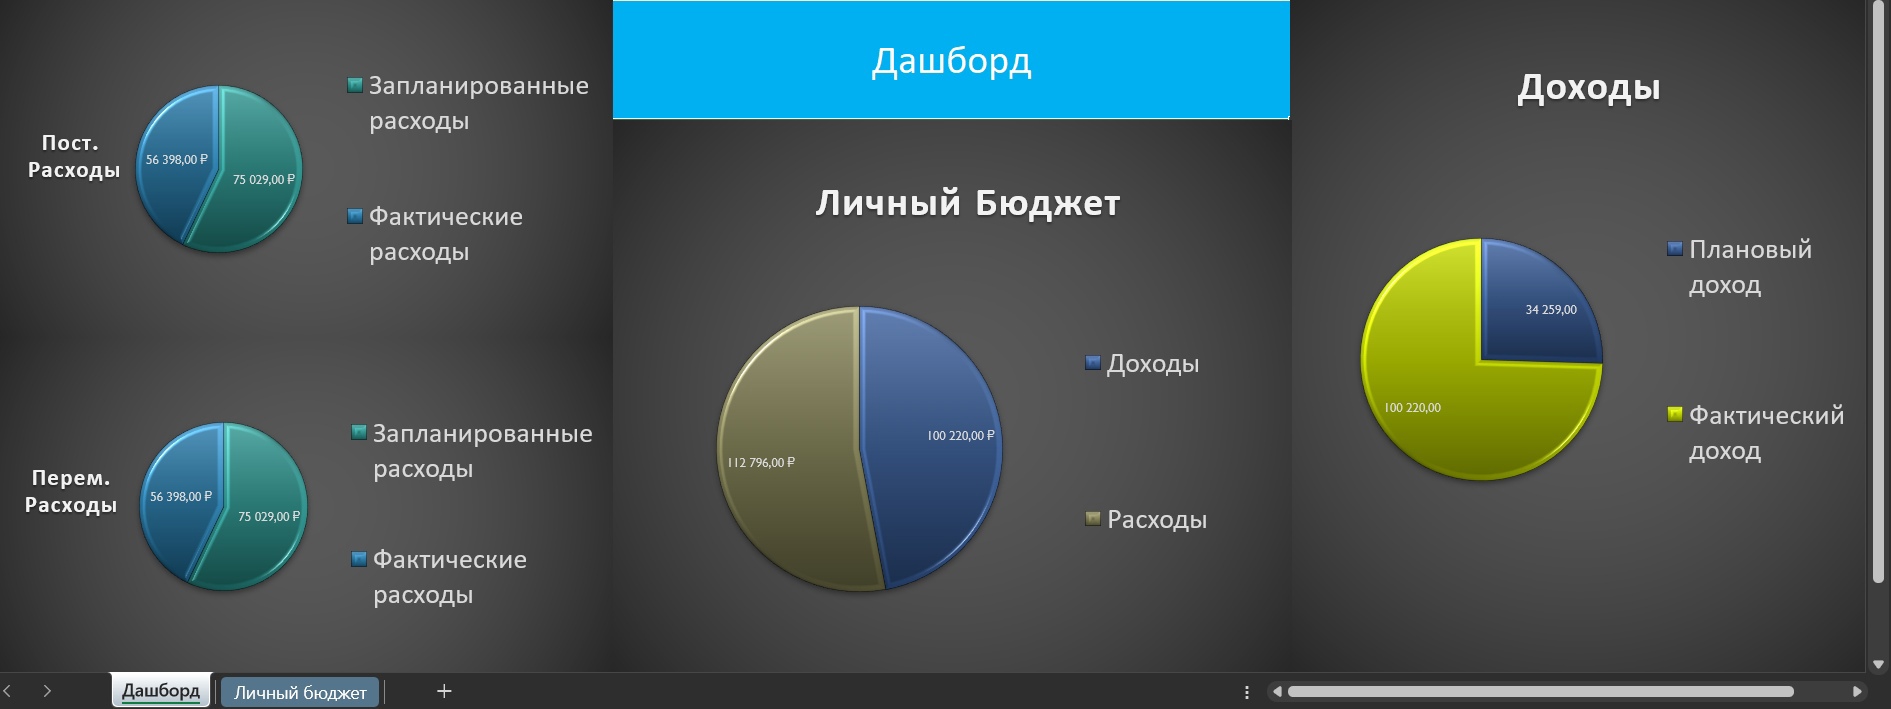 Пост.
Расходы
56 398,00 ₽
75 029,00 ₽
Запланированные
расходы
Фактические
расходы
Перем.
Расходы
56 398,00 ₽
75 029,00 ₽
Запланированные
расходы
Фактические
расходы
Дашборд
Личный Бюджет
112 796,00 ₽
100 220,00 ₽
Доходы
Расходы
Доходы
34 259,00
100 220,00
Плановый
доход
Фактический
доход
Дашборд
Личный бюджет